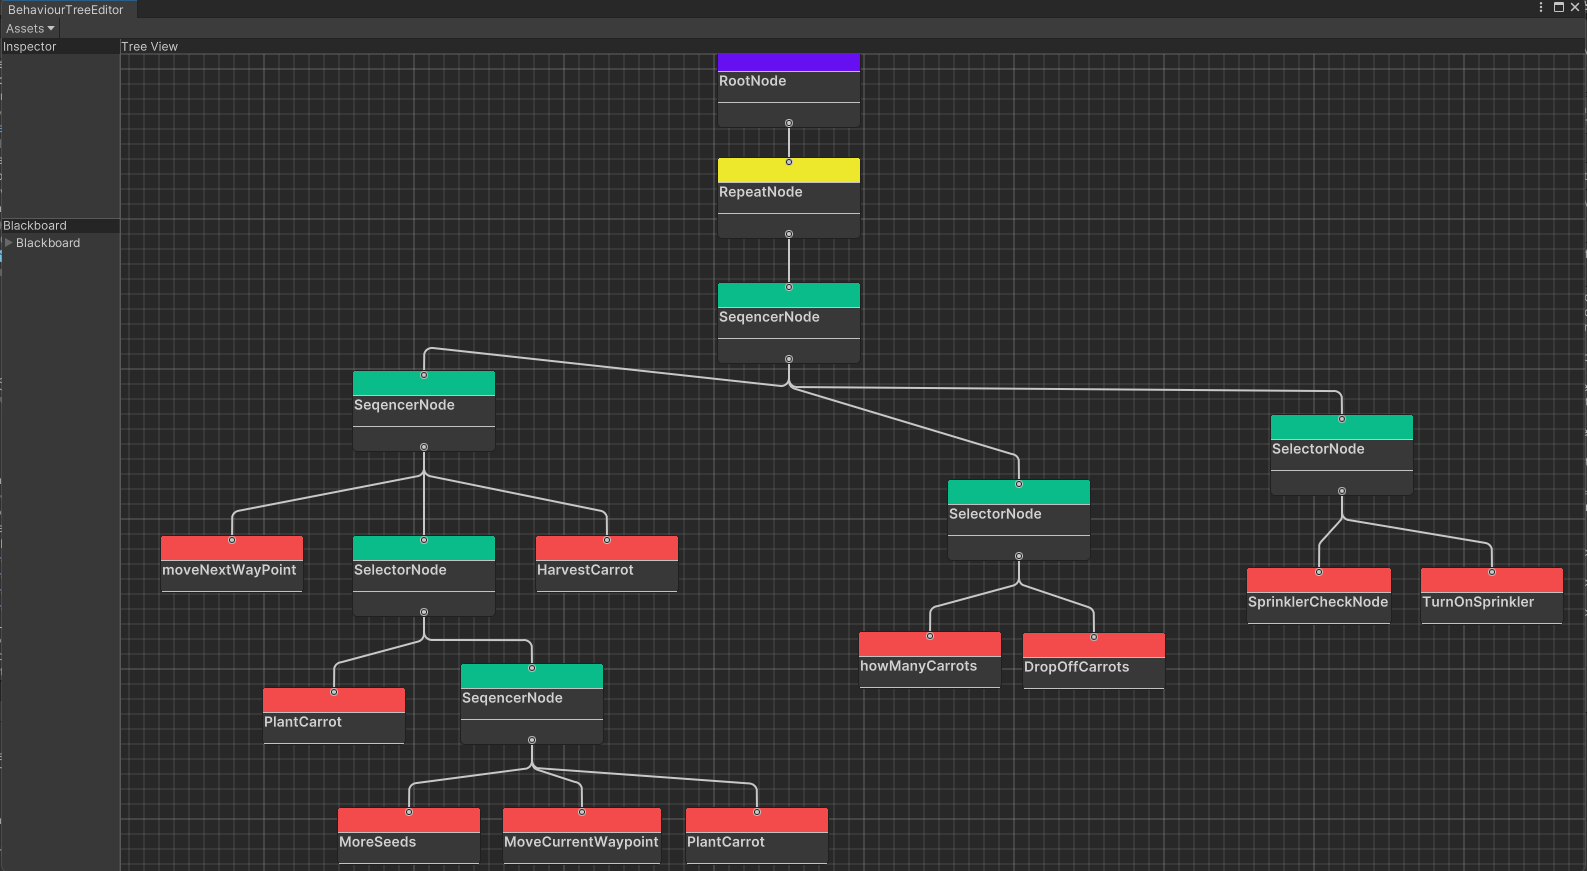 BehaviourTreeEditor
Assets
Inspector
Tree View
RootNode
RepeatNode
Blackboard
Blackboard
SeqencerNode
SeqencerNode
SelectorNode
SelectorNode
moveNextWayPoint
SelectorNode
HarvestCarrot
SprinklerCheckNode
TurnOnSprinkler
howManyCarrots
DropOffCarrots
SeqencerNode
PlantCarrot
MoreSeeds
MoveCurrentWaypoint
PlantCarrot